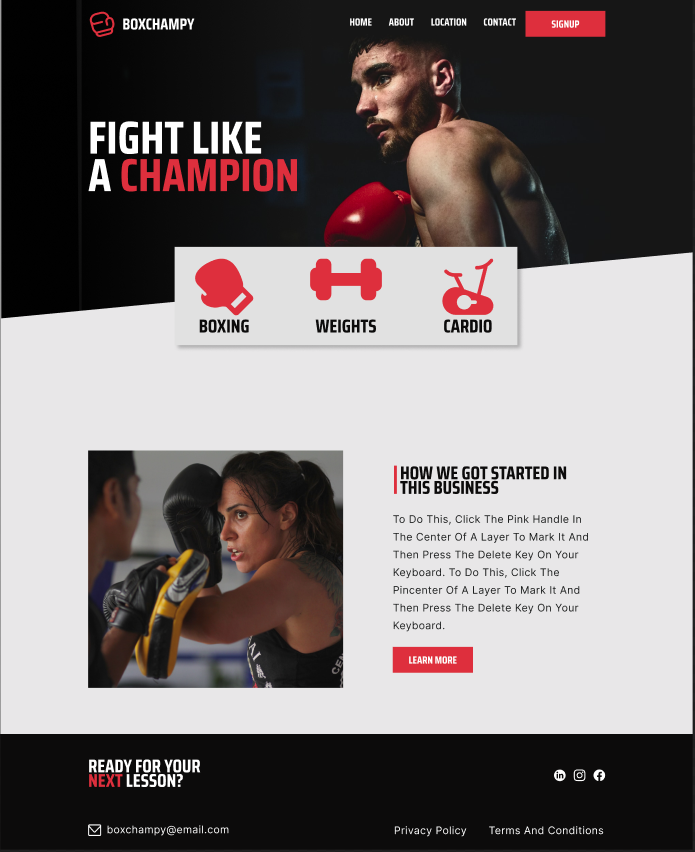 BOXCHAMPY
HOME ABOUT LOCATION CONTACT SIGNUP
FIGHT LIKE
A CHAMPION
BOXING WEIGHTS CARDIO
HOW WE GOT STARTED IN
THIS BUSINESS
To Do This, Click The Pink Handle In
The Center Of A Layer To Mark It And
Then Press The Delete Key On Your
Keyboard. To Do This, Click The
Pincenter Of A Layer To Mark It And
Then Press The Delete Key On Your
Keyboard.
LEARN MORE
READY FOR YOUR
NEXT LESSON?
boxchampy@email.com
Privacy Policy Terms And Conditions